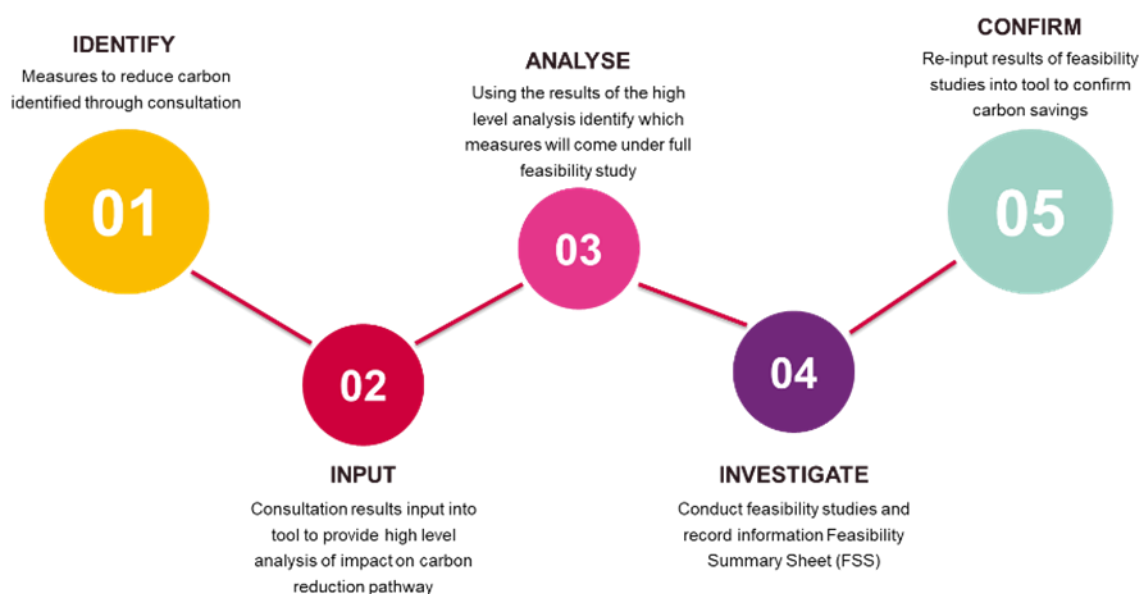 IDENTIFY
Measures to reduce carbon
identified through consultation
01
02
INPUT
Consultation results input into
tool to provide high level
analysis of impact on carbon
reduction pathway
ANALYSE
Using the results of the high
level analysis identify which
measures will come under full
feasibility study
03
04
INVESTIGATE
Conduct feasibility studies and
record information Feasibility
Summary Sheet (FSS)
CONFIRM
Re-input results of feasibility
studies into tool to confirm
carbon savings
05